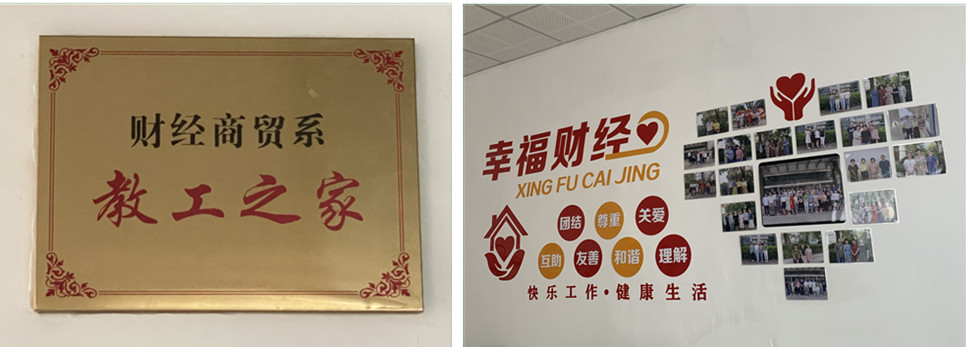 财经商贸系
教工之家
幸福财经
XING FU CAI JING
团结 尊重 关爱
互助 友善 和谐 理解
快乐工作·健康生活